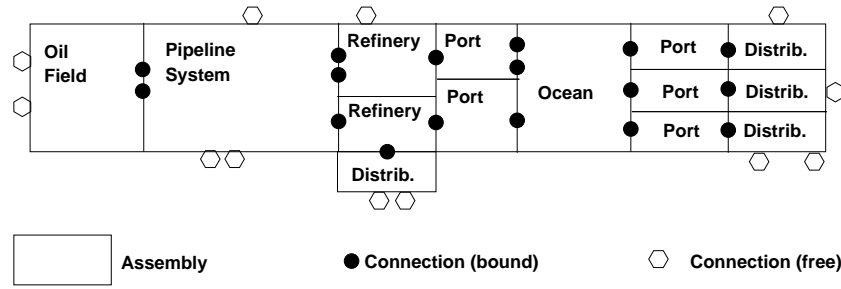 Oil
Field
Pipeline
System
Refinery
Refinery
Distrib.
Port
Port
Ocean
Port
Port
Port
Distrib.
Distrib.
Distrib.
Assembly
Connection (bound)
Connection (free)